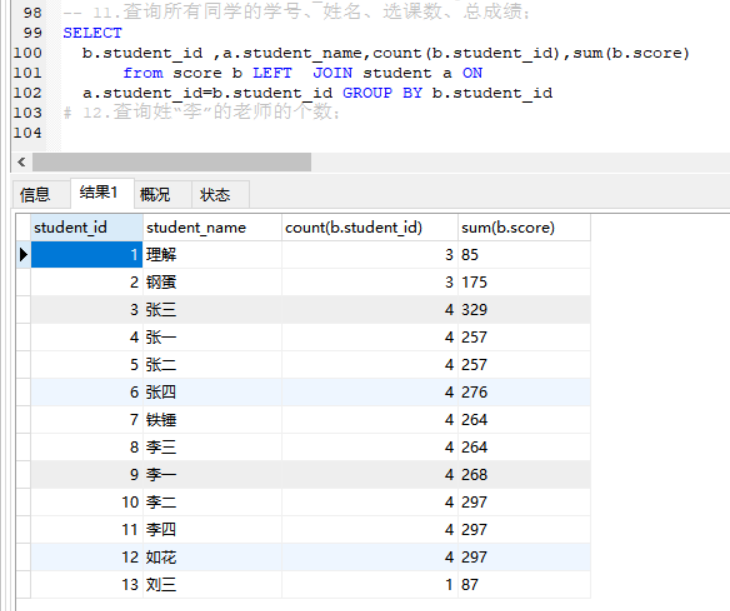 98 -- 11.查询所有同学的学号、姓名、选课数、总成绩;
99 SELECT
100 b.student_id ,a.student_name,count(b.student_id),sum(b.score)
101 from score b LEFT JOIN student a ON
102 a.student_id=b.student_id GROUP BY b.student_id
103 # 12.查询姓“李”的老师的个数;
104
信息 结果1 概况 状态
student_id student_name count(b.student_id) sum(b.score)
1 理解 3 85
2 钢蛋 3 175
3 张三 4 329
4 张一 4 257
5 张二 4 257
6 张四 4 276
7 铁锤 4 264
8 李三 4 264
9 李一 4 268
10 李二 4 297
11 李四 4 297
12 如花 4 297
13 刘三 1 87